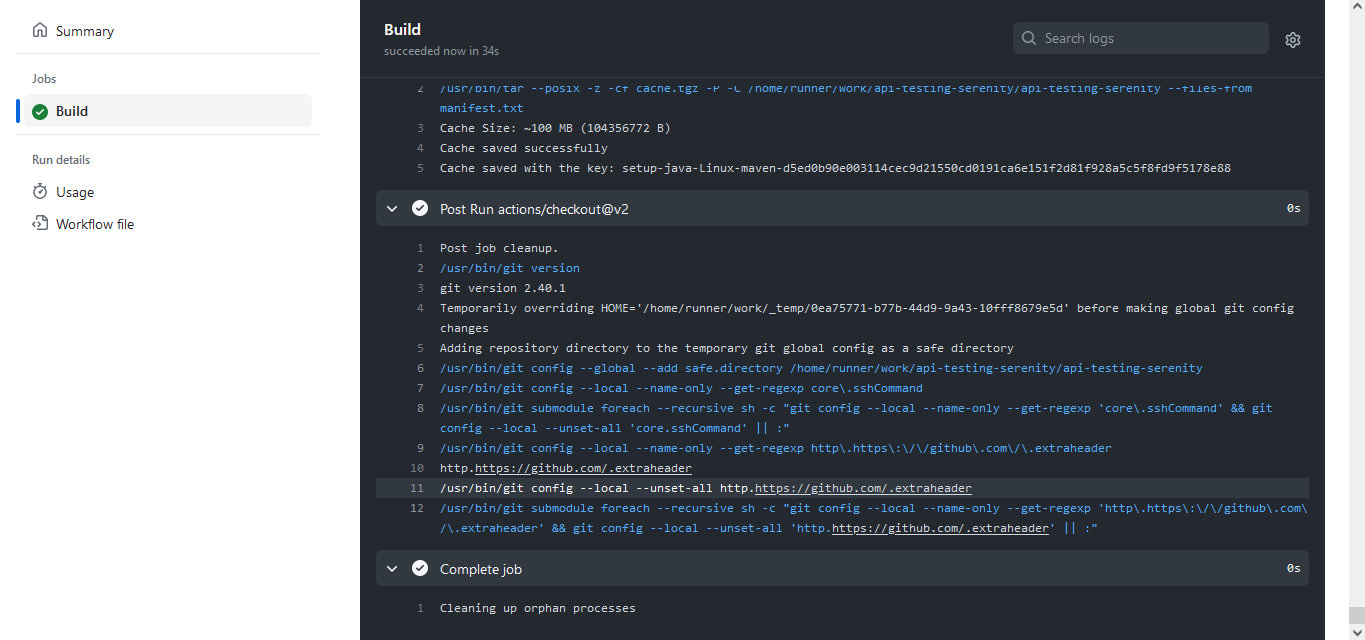 Summary
Jobs
Build
Run details
Usage
Workflow file
Build
succeeded now in 34s
Search logs
2 /usr/bin/tar --posix -z -cf cache.tgz -P -C /home/runner/work/api-testing-serenity/api-testing-serenity --files-from
manifest.txt
3 Cache Size: ~100 MB (104356772 B)
4 Cache saved successfully
5 Cache saved with the key: setup-java-Linux-maven-d5ed0b90e003114cec9d21550cd0191ca6e151f2d81f928a5c5f8fd9f5178e88
Post Run actions/checkout@v2 0s
1 Post job cleanup.
2 /usr/bin/git version
3 git version 2.40.1
4 Temporarily overriding HOME='/home/runner/work/_temp/0ea75771-b77b-44d9-9a43-10fff8679e5d' before making global git config
changes
5 Adding repository directory to the temporary git global config as a safe directory
6 /usr/bin/git config --global --add safe.directory /home/runner/work/api-testing-serenity/api-testing-serenity
7 /usr/bin/git config --local --name-only --get-regexp core\.sshCommand
8 /usr/bin/git submodule foreach --recursive sh -c "git config --local --name-only --get-regexp 'core\.sshCommand' && git
config --local --unset-all 'core.sshCommand' || :"
9 /usr/bin/git config --local --name-only --get-regexp http\.https\:\/\/github\.com\/\.extraheader
10 http.https://github.com/.extraheader
11 /usr/bin/git config --local --unset-all http.https://github.com/.extraheader
12 /usr/bin/git submodule foreach --recursive sh -c "git config --local --name-only --get-regexp 'http\.https\:\/\/github\.com\
/\.extraheader' && git config --local --unset-all 'http.https://github.com/.extraheader' || :"
Complete job 0s
1 Cleaning up orphan processes